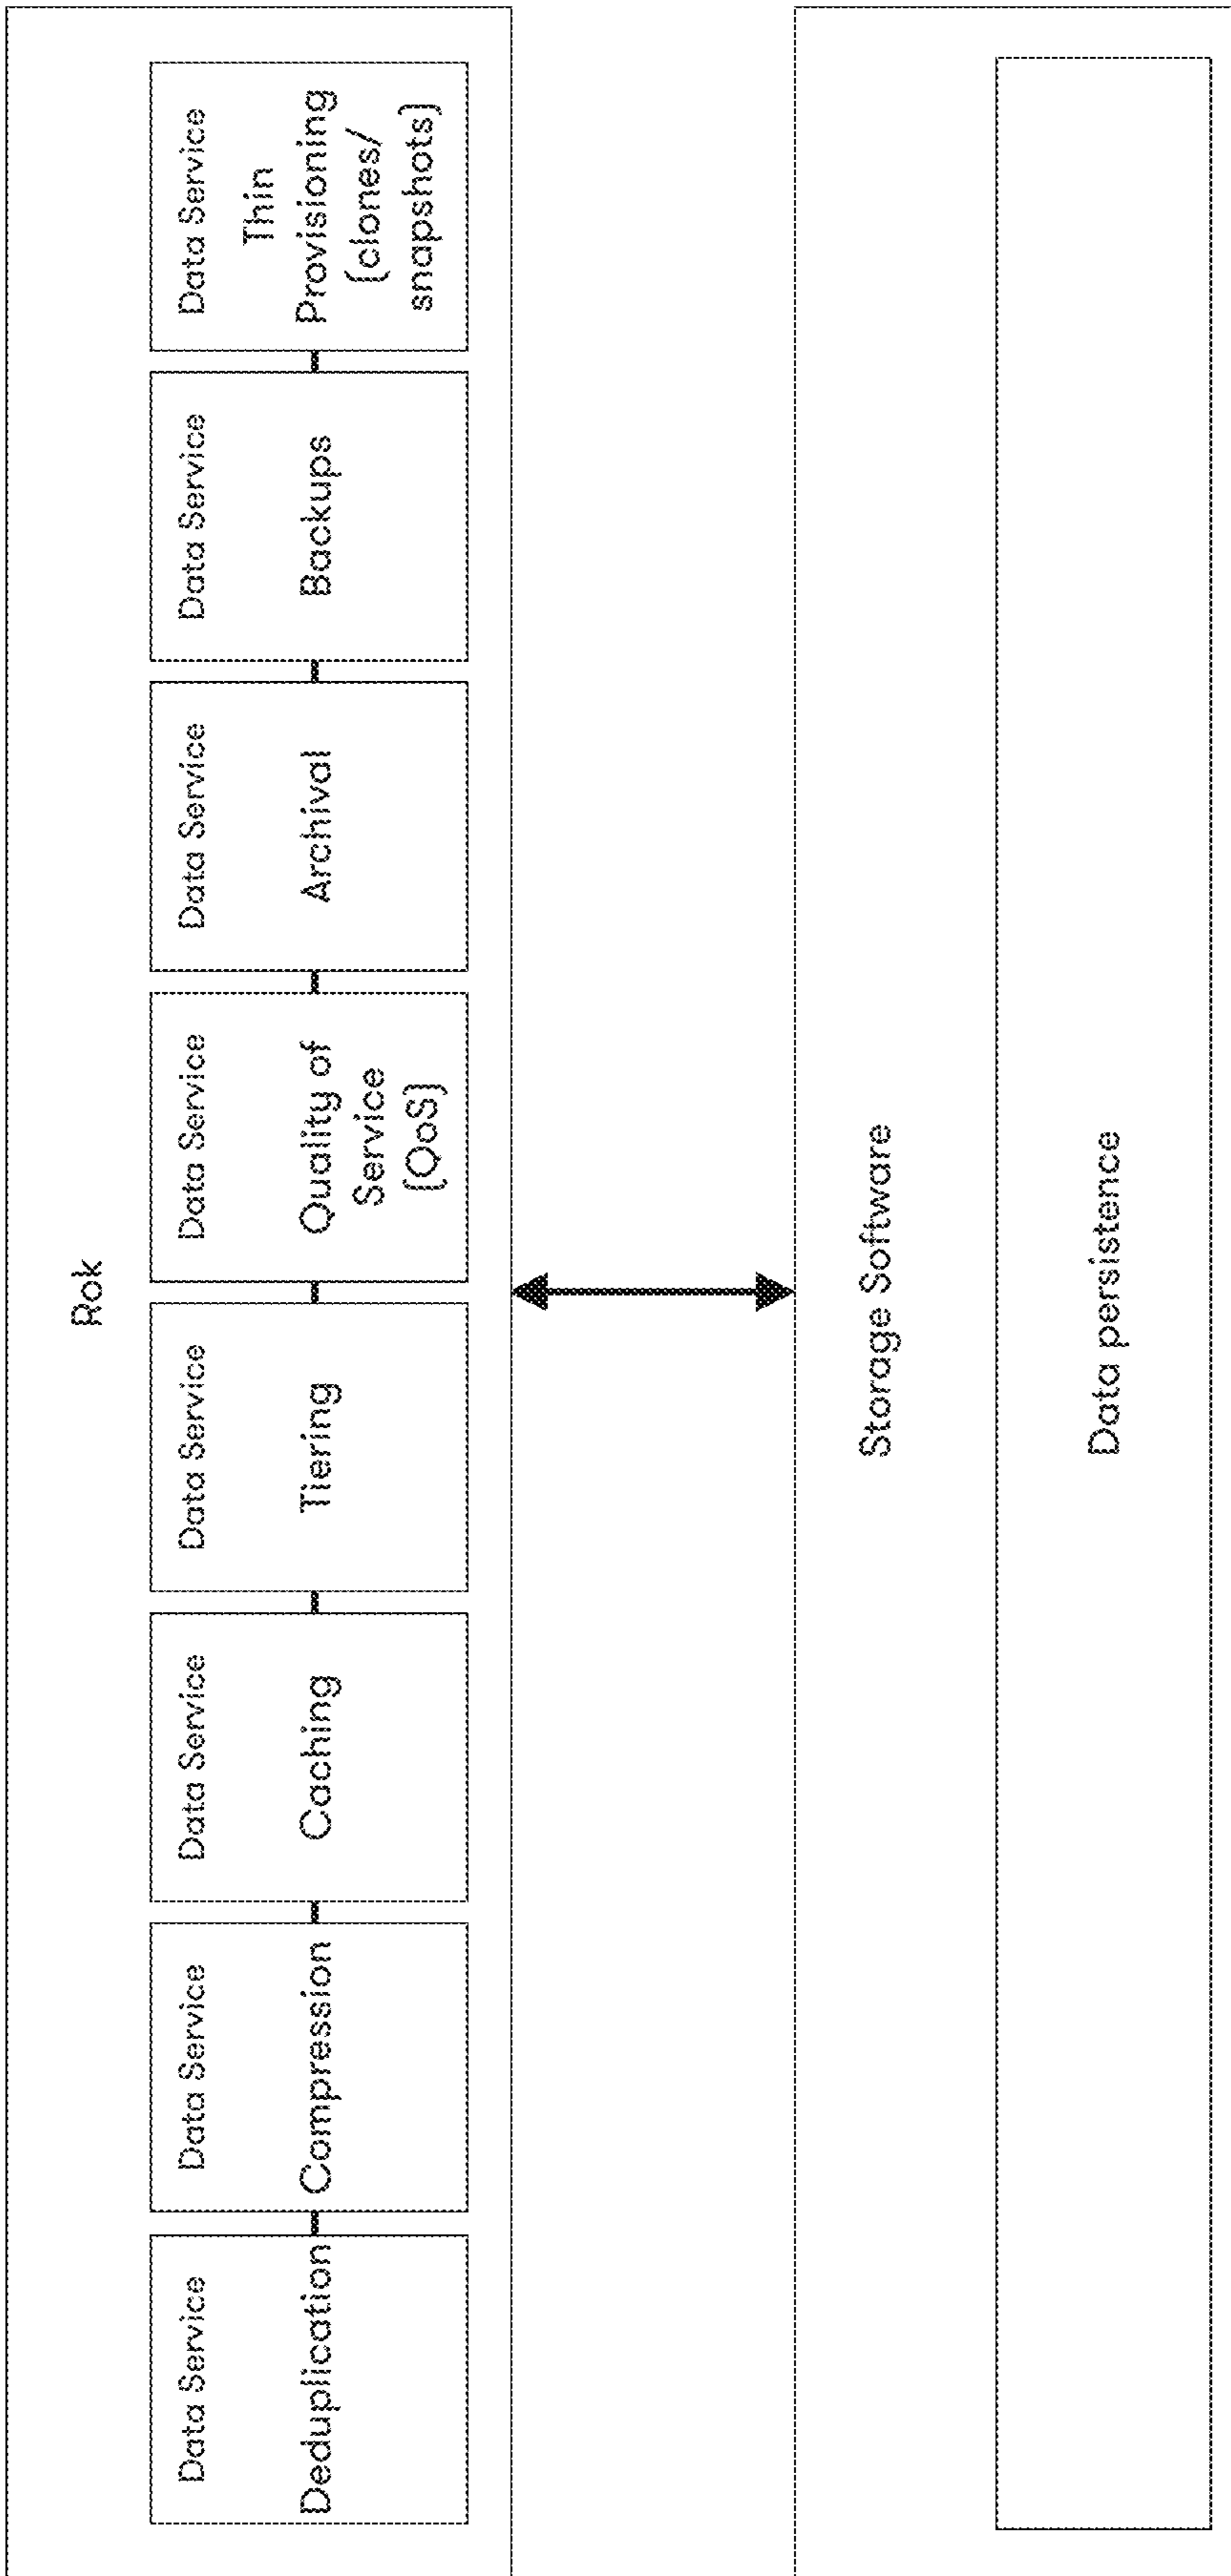 Rok
Data Service
Deduplication
Data Service
Compression
Data Service
Caching
Data Service
Tiering
Data Service
Quality of
Service
(QoS)
Data Service
Archival
Data Service
Backups
Data Service
Thin
Provisioning
(clones/
snapshots)
Storage Software
Data persistence